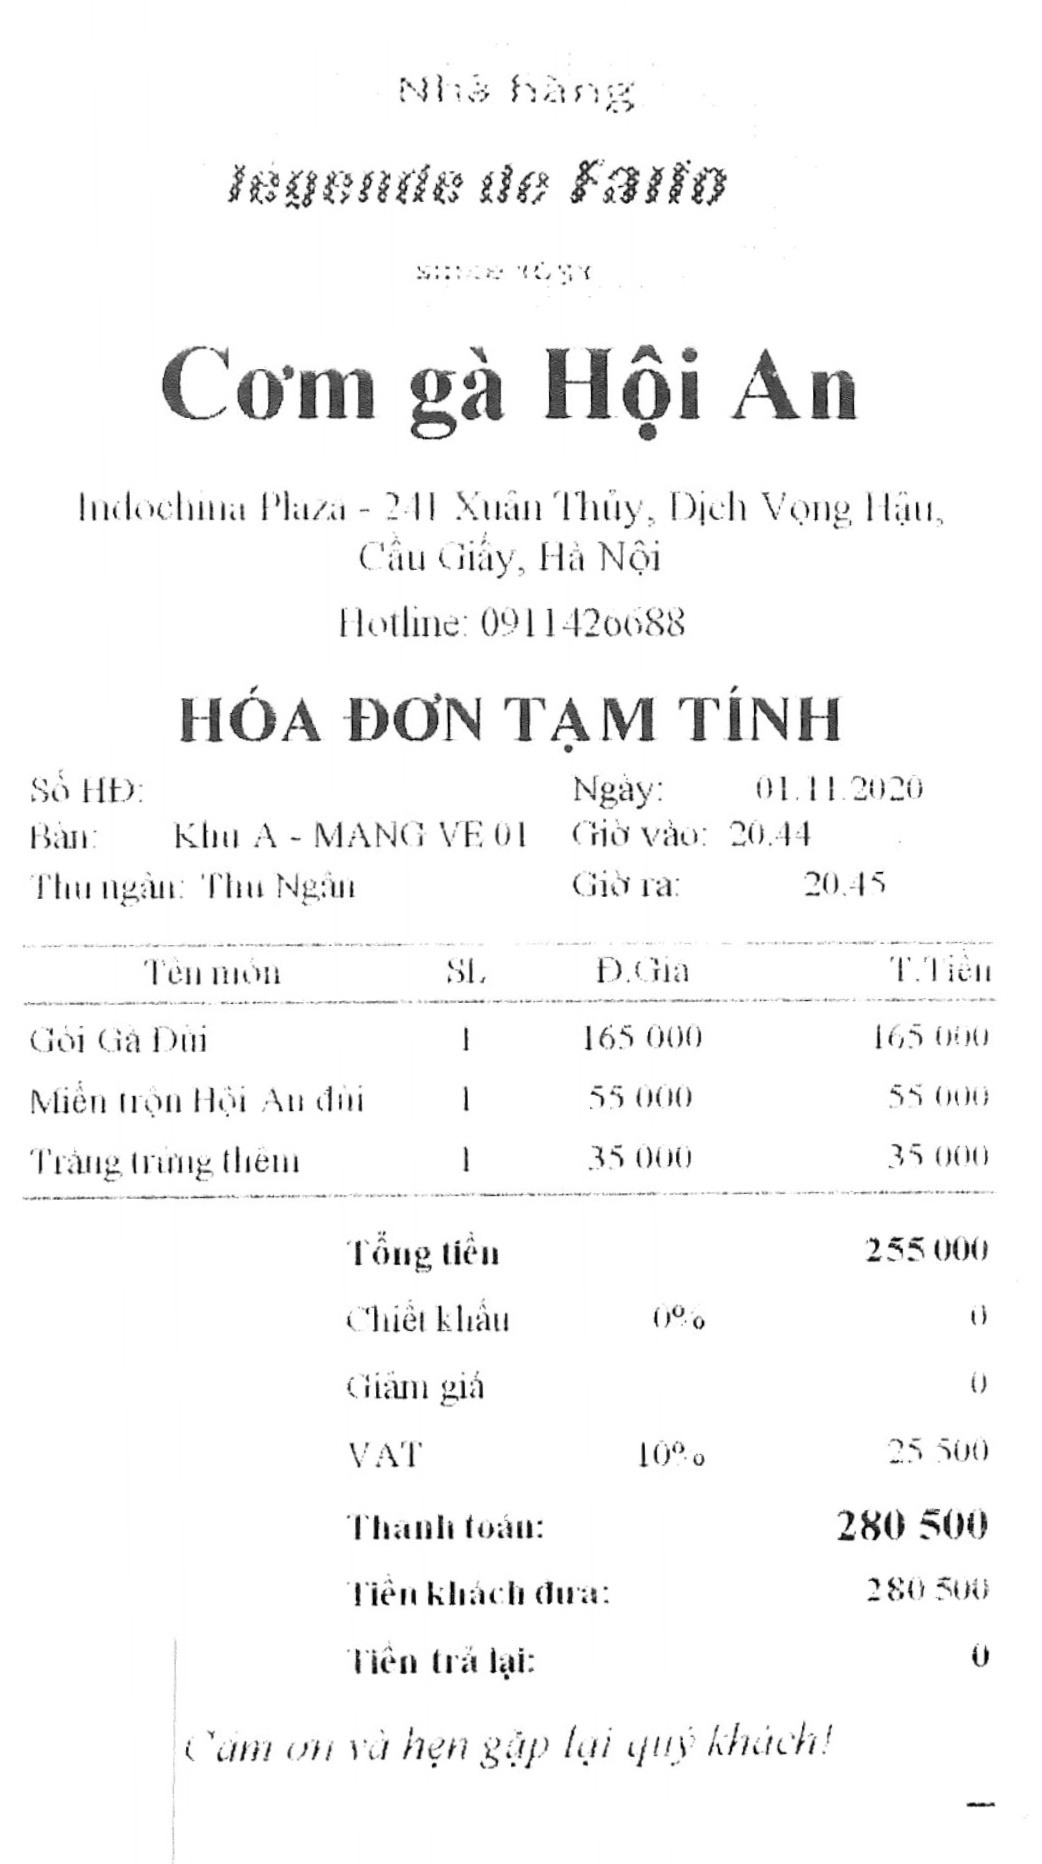 Nhà hàng
légende de Faifo
since
Cơm gà Hội An
Indochina Plaza - 241 Xuân Thủy, Dịch Vọng Hậu,
Cầu Giấy, Hà Nội
Hotline: 0911426688
HÓA ĐƠN TẠM TÍNH
Số HĐ: Ngày: 01.11.2020
Bàn: Khu A - MANG VE 01 Giờ vào: 20.44
Thu ngân: Thu Ngân Giờ ra: 20.45
Tên món SL Đ.Giá T.Tiền
Gỏi Gà Đùi 1 165 000 165 000
Miến trộn Hội An đùi 1 55 000 55 000
Tràng trứng thêm 1 35 000 35 000
Tổng tiền 255 000
Chiết khấu 0% 0
Giảm giá 0
VAT 10% 25 500
Thanh toán: 280 500
Tiền khách đưa: 280 500
Tiền trả lại: 0
Cảm ơn và hẹn gặp lại quý khách!